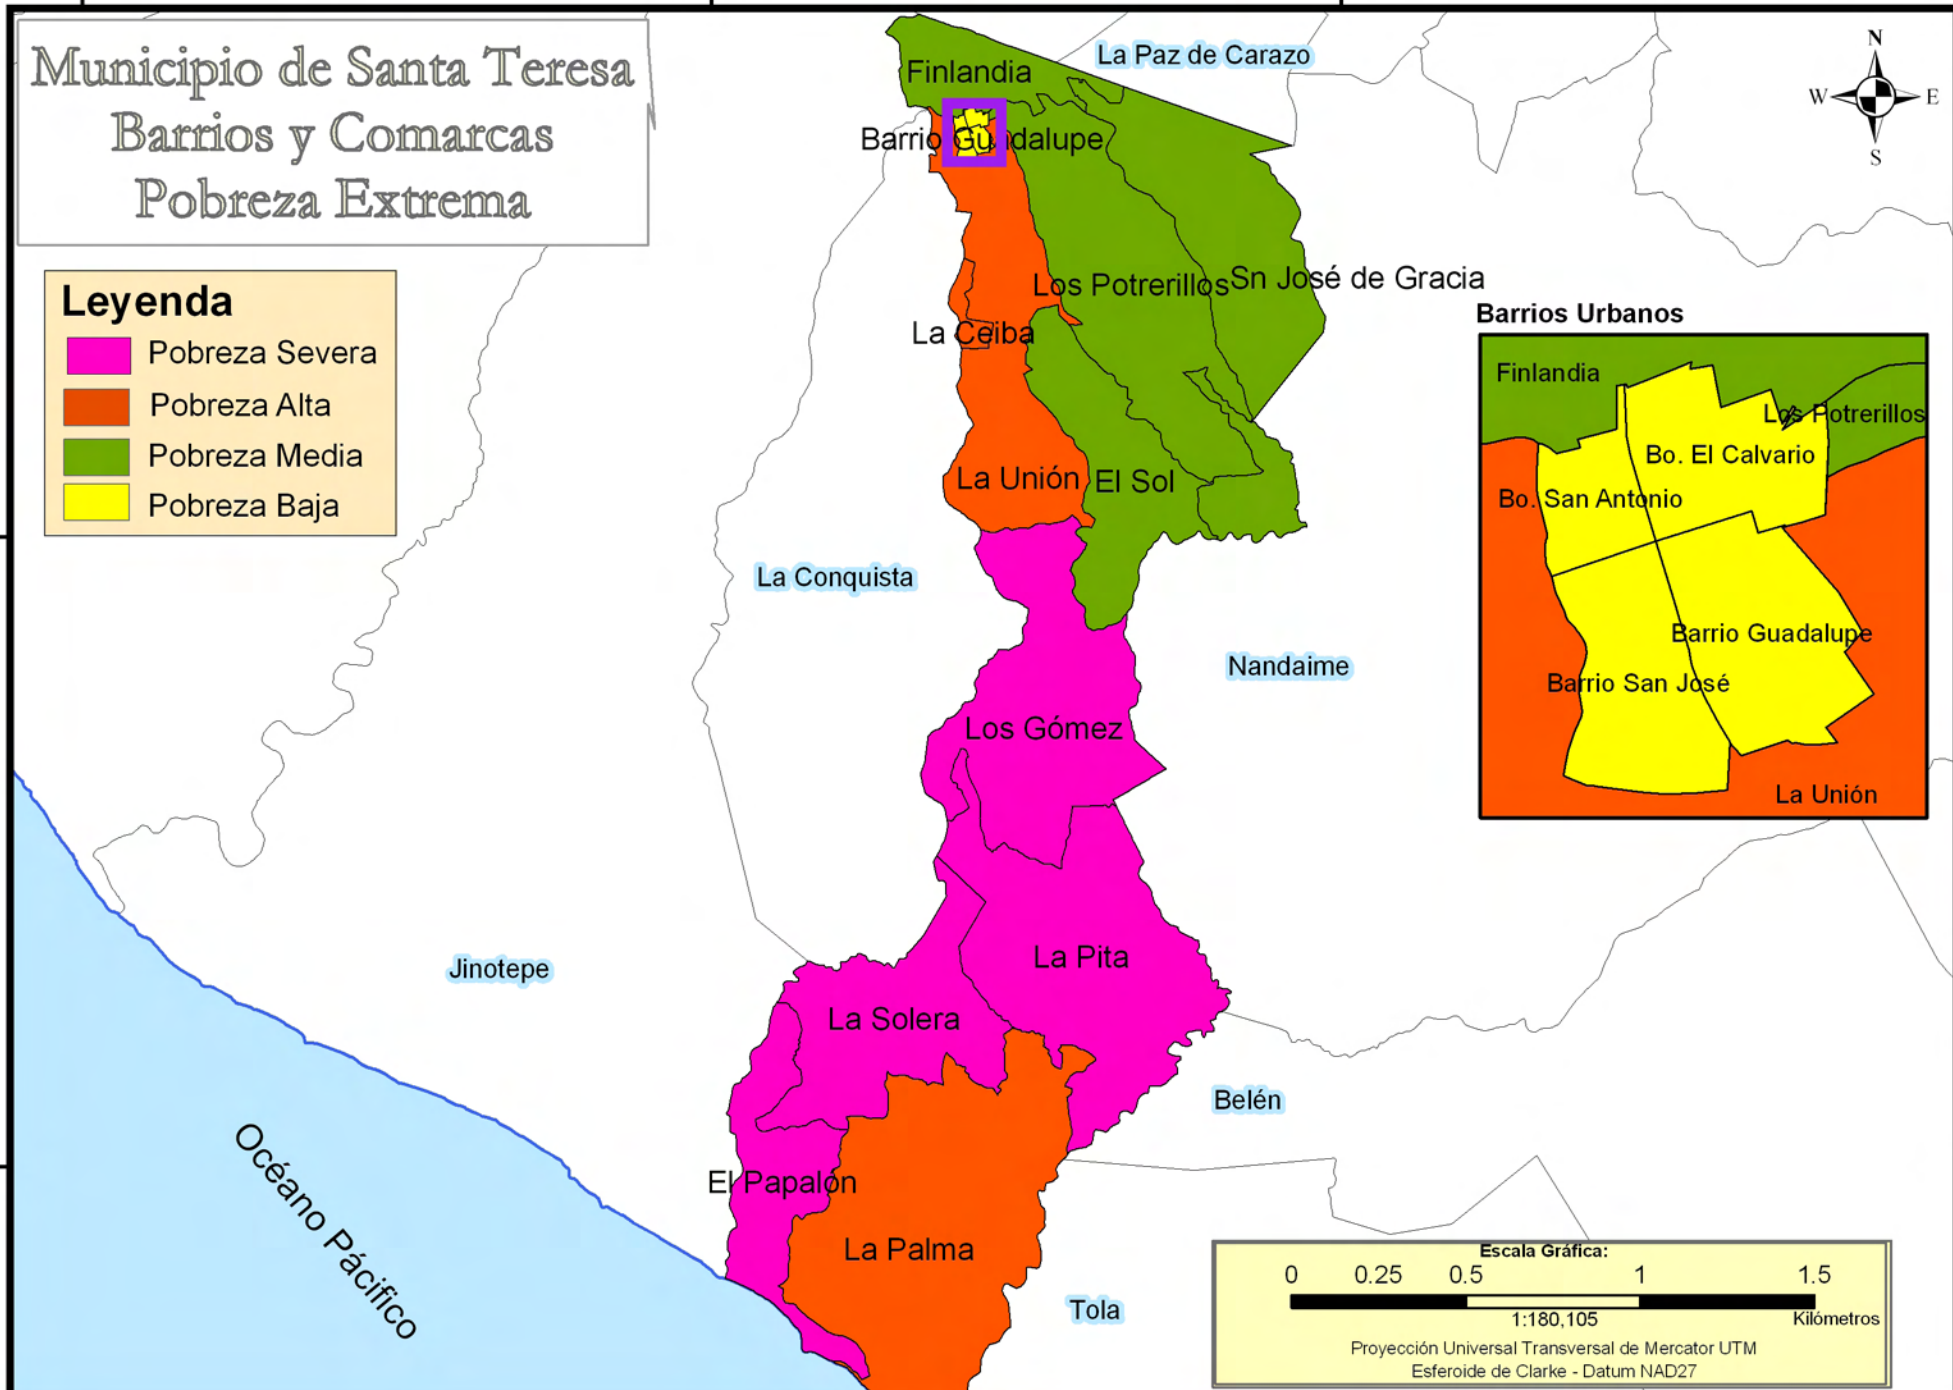 Municipio de Santa Teresa
Barrios y Comarcas
Pobreza Extrema
Leyenda
Pobreza Severa
Pobreza Alta
Pobreza Media
Pobreza Baja
La Paz de Carazo
Finlandia
Barrio Guadalupe
Los Potrerillos
Sn José de Gracia
La Ceiba
La Unión
El Sol
La Conquista
Nandaime
Los Gómez
Jinotepe
La Pita
La Solera
Belén
El Papalón
La Palma
Tola
Océano Pácifico
N
W
E
S
Barrios Urbanos
Finlandia
Los Potrerillos
Bo. El Calvario
Bo. San Antonio
Barrio Guadalupe
Barrio San José
La Unión
Escala Gráfica:
0 0.25 0.5 1 1.5
1:180,105 Kilómetros
Proyección Universal Transversal de Mercator UTM
Esferoide de Clarke - Datum NAD27